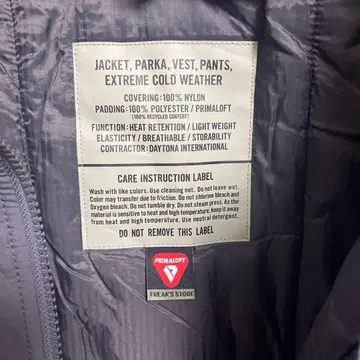 JACKET, PARKA, VEST, PANTS,
EXTREME COLD WEATHER
COVERING: 100% NYLON
PADDING: 100% POLYESTER / PRIMALOFT
(100% RECYCLED CONTENT)
FUNCTION: HEAT RETENTION / LIGHT WEIGHT
ELASTICITY / BREATHABLE / STORABILITY
CONTRACTOR: DAYTONA INTERNATIONAL
CARE INSTRUCTION LABEL
Wash with like colors. Use cleaning net. Do not leave wet.
Color may transfer due to friction. Do not chlorine bleach and
Oxygen bleach. Do not tumble dry. Do not steam press. As the
material is sensitive to heat and high temperature, keep it away
from heat and high temperature. Use neutral detergent.
DO NOT REMOVE THIS LABEL
PRIMALOFT
FREAK'S STORE